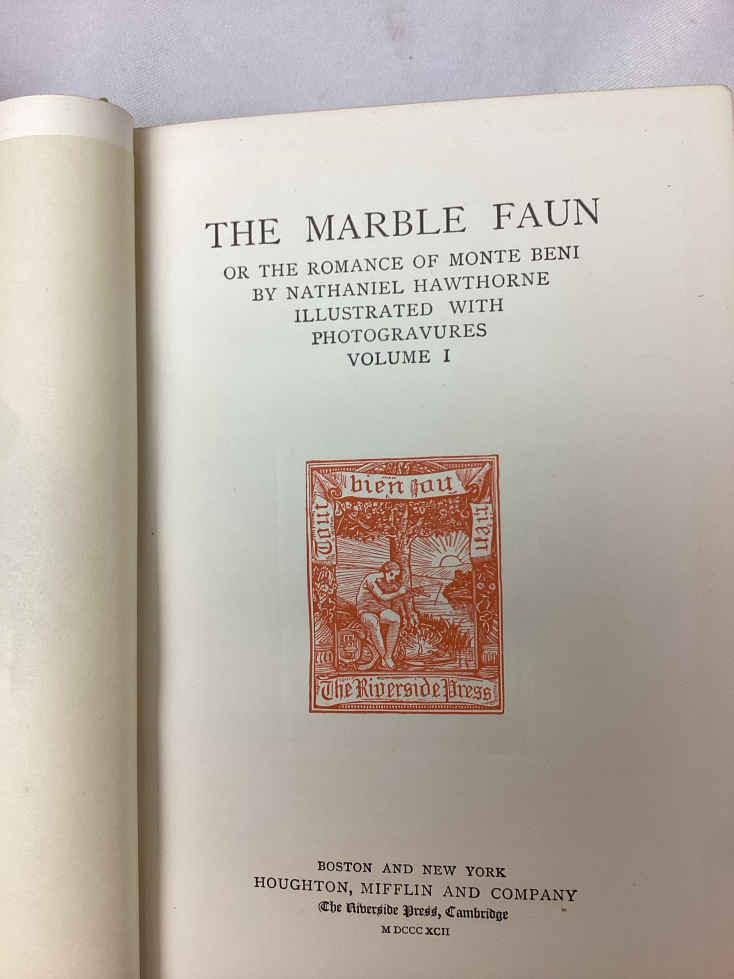 THE MARBLE FAUN
OR THE ROMANCE OF MONTE BENI
BY NATHANIEL HAWTHORNE
ILLUSTRATED WITH
PHOTOGRAVURES
VOLUME I
Tout bien ou rien
The Riverside Press
BOSTON AND NEW YORK
HOUGHTON, MIFFLIN AND COMPANY
The Riverside Press, Cambridge
M DCCC XCII